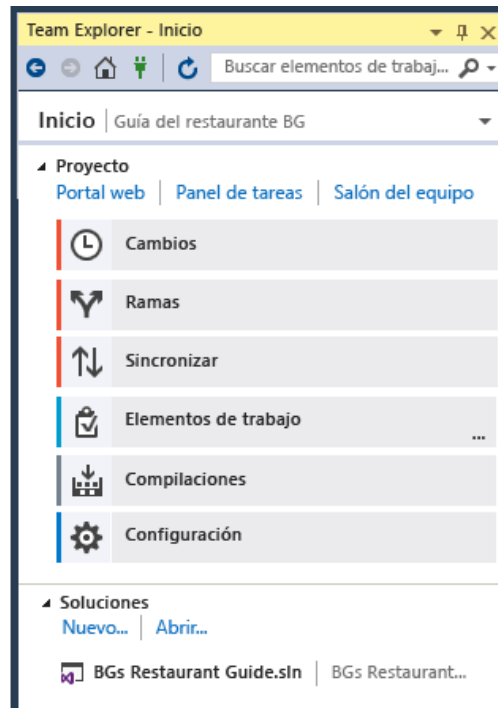 Team Explorer - Inicio
Buscar elementos de trabaj...
Inicio | Guía del restaurante BG
Proyecto
Portal web | Panel de tareas | Salón del equipo
Cambios
Ramas
Sincronizar
Elementos de trabajo
...
Compilaciones
Configuración
Soluciones
Nuevo... | Abrir...
BGs Restaurant Guide.sln | BGs Restaurant...